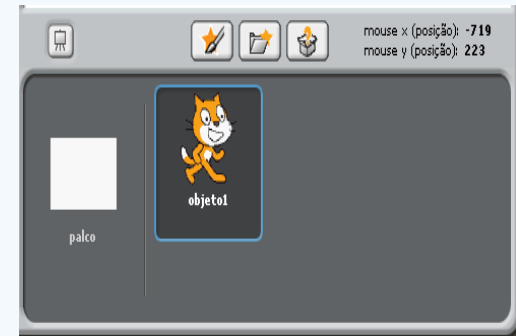 mouse x (posição): -719
mouse y (posição): 223
objeto1
palco